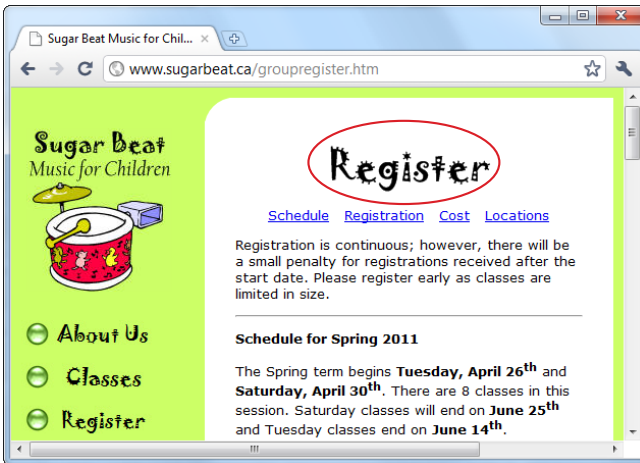 Sugar Beat Music for Chil...
www.sugarbeat.ca/groupregister.htm
Sugar Beat
Music for Children
About Us
Classes
Register
Register
Schedule Registration Cost Locations
Registration is continuous; however, there will be
a small penalty for registrations received after the
start date. Please register early as classes are
limited in size.
Schedule for Spring 2011
The Spring term begins Tuesday, April 26th and
Saturday, April 30th. There are 8 classes in this
session. Saturday classes will end on June 25th
and Tuesday classes end on June 14th.